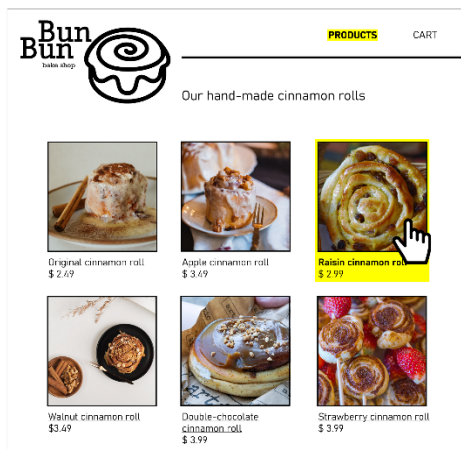 Bun
Bun
bake shop
PRODUCTS CART
Our hand-made cinnamon rolls
Original cinnamon roll
$ 2.49
Apple cinnamon roll
$ 3.49
Raisin cinnamon roll
$ 2.99
Walnut cinnamon roll
$3.49
Double-chocolate
cinnamon roll
$ 3.99
Strawberry cinnamon roll
$ 3.99